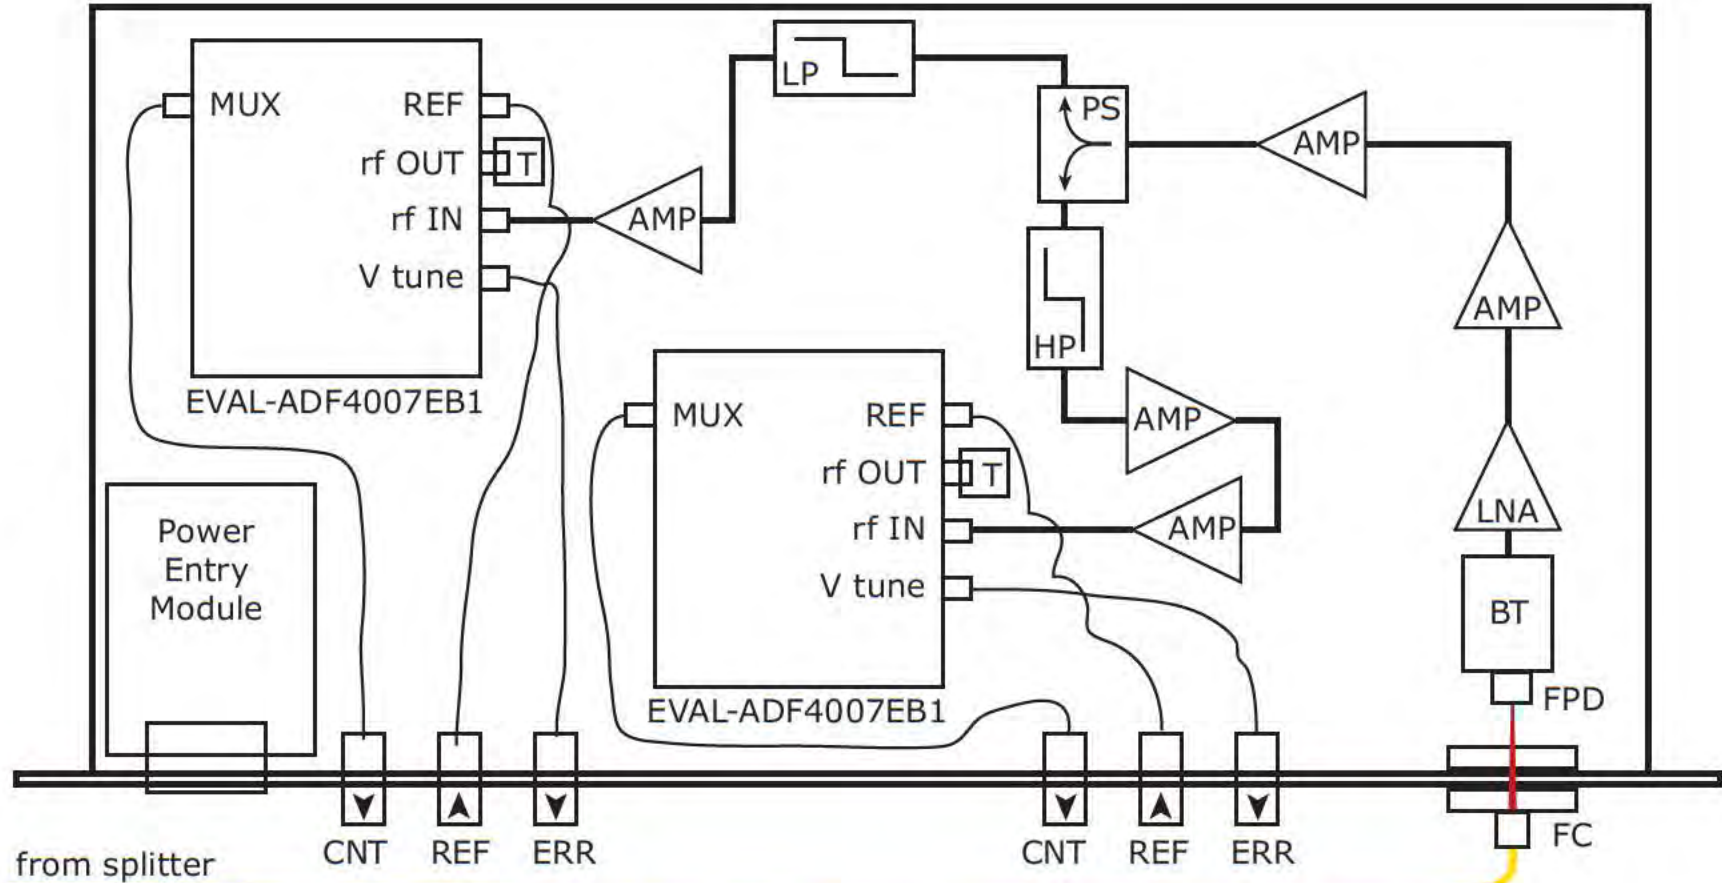 LP
PS
MUX
REF
AMP
rf OUT
T
rf IN
AMP
V tune
AMP
HP
EVAL-ADF4007EB1
MUX
REF
AMP
rf OUT
T
LNA
rf IN
AMP
Power
Entry
Module
V tune
BT
FPD
EVAL-ADF4007EB1
CNT
REF
ERR
CNT
REF
ERR
FC
from splitter